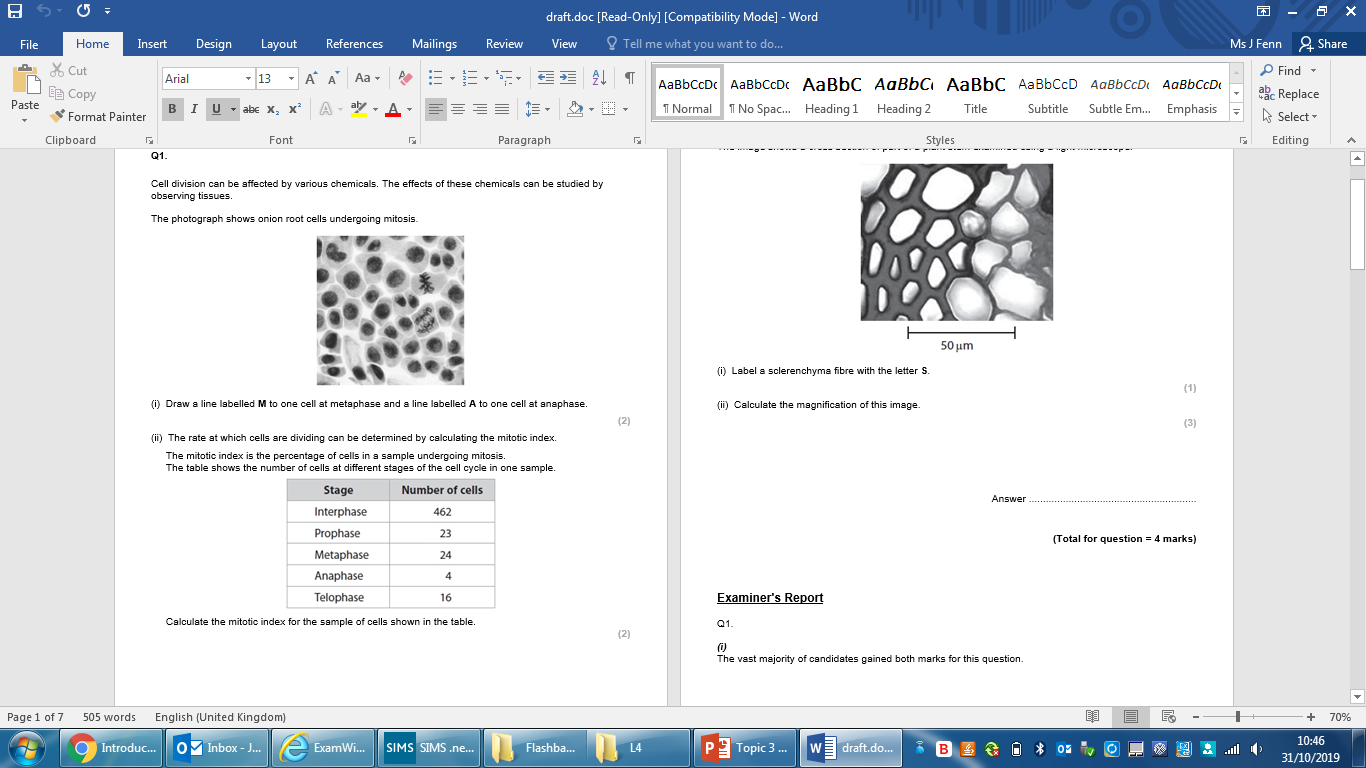 draft.doc [Read-Only] [Compatibility Mode] - Word
File Home Insert Design Layout References Mailings Review View Tell me what you want to do... Ms J Fenn Share
Paste
Cut
Copy
Format Painter
Clipboard
Arial 13
Font
Paragraph
AaBbCcDc AaBbCcDc AaBbC AaBbC AaBbC AaBbCcD AaBbCcDt AaBbCcDt
¶ Normal ¶ No Spac... Heading 1 Heading 2 Title Subtitle Subtle Em... Emphasis
Styles
Find
Replace
Select
Editing
Q1.
Cell division can be affected by various chemicals. The effects of these chemicals can be studied by
observing tissues.
The photograph shows onion root cells undergoing mitosis.
(i) Draw a line labelled M to one cell at metaphase and a line labelled A to one cell at anaphase.
(2)
(ii) The rate at which cells are dividing can be determined by calculating the mitotic index.
The mitotic index is the percentage of cells in a sample undergoing mitosis.
The table shows the number of cells at different stages of the cell cycle in one sample.
Stage Number of cells
Interphase 462
Prophase 23
Metaphase 24
Anaphase 4
Telophase 16
Calculate the mitotic index for the sample of cells shown in the table.
(2)
50 µm
(i) Label a sclerenchyma fibre with the letter S.
(1)
(ii) Calculate the magnification of this image.
(3)
Answer ...........................................................
(Total for question = 4 marks)
Examiner's Report
Q1.
(i)
The vast majority of candidates gained both marks for this question.
Page 1 of 7 505 words English (United Kingdom) 70%
Introduc... Inbox - J... ExamWi... SIMS SIMS .ne... Flashba... L4 Topic 3 ... draft.do... 10:46
31/10/2019